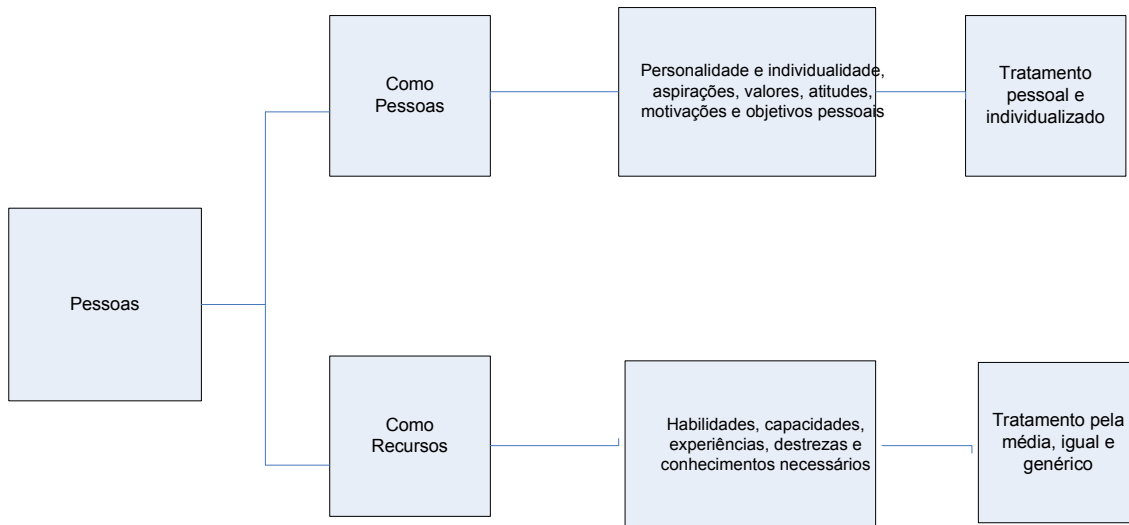 Pessoas
Como
Pessoas
Personalidade e individualidade,
aspirações, valores, atitudes,
motivações e objetivos pessoais
Tratamento
pessoal e
individualizado
Como
Recursos
Habilidades, capacidades,
experiências, destrezas e
conhecimentos necessários
Tratamento pela
média, igual e
genérico